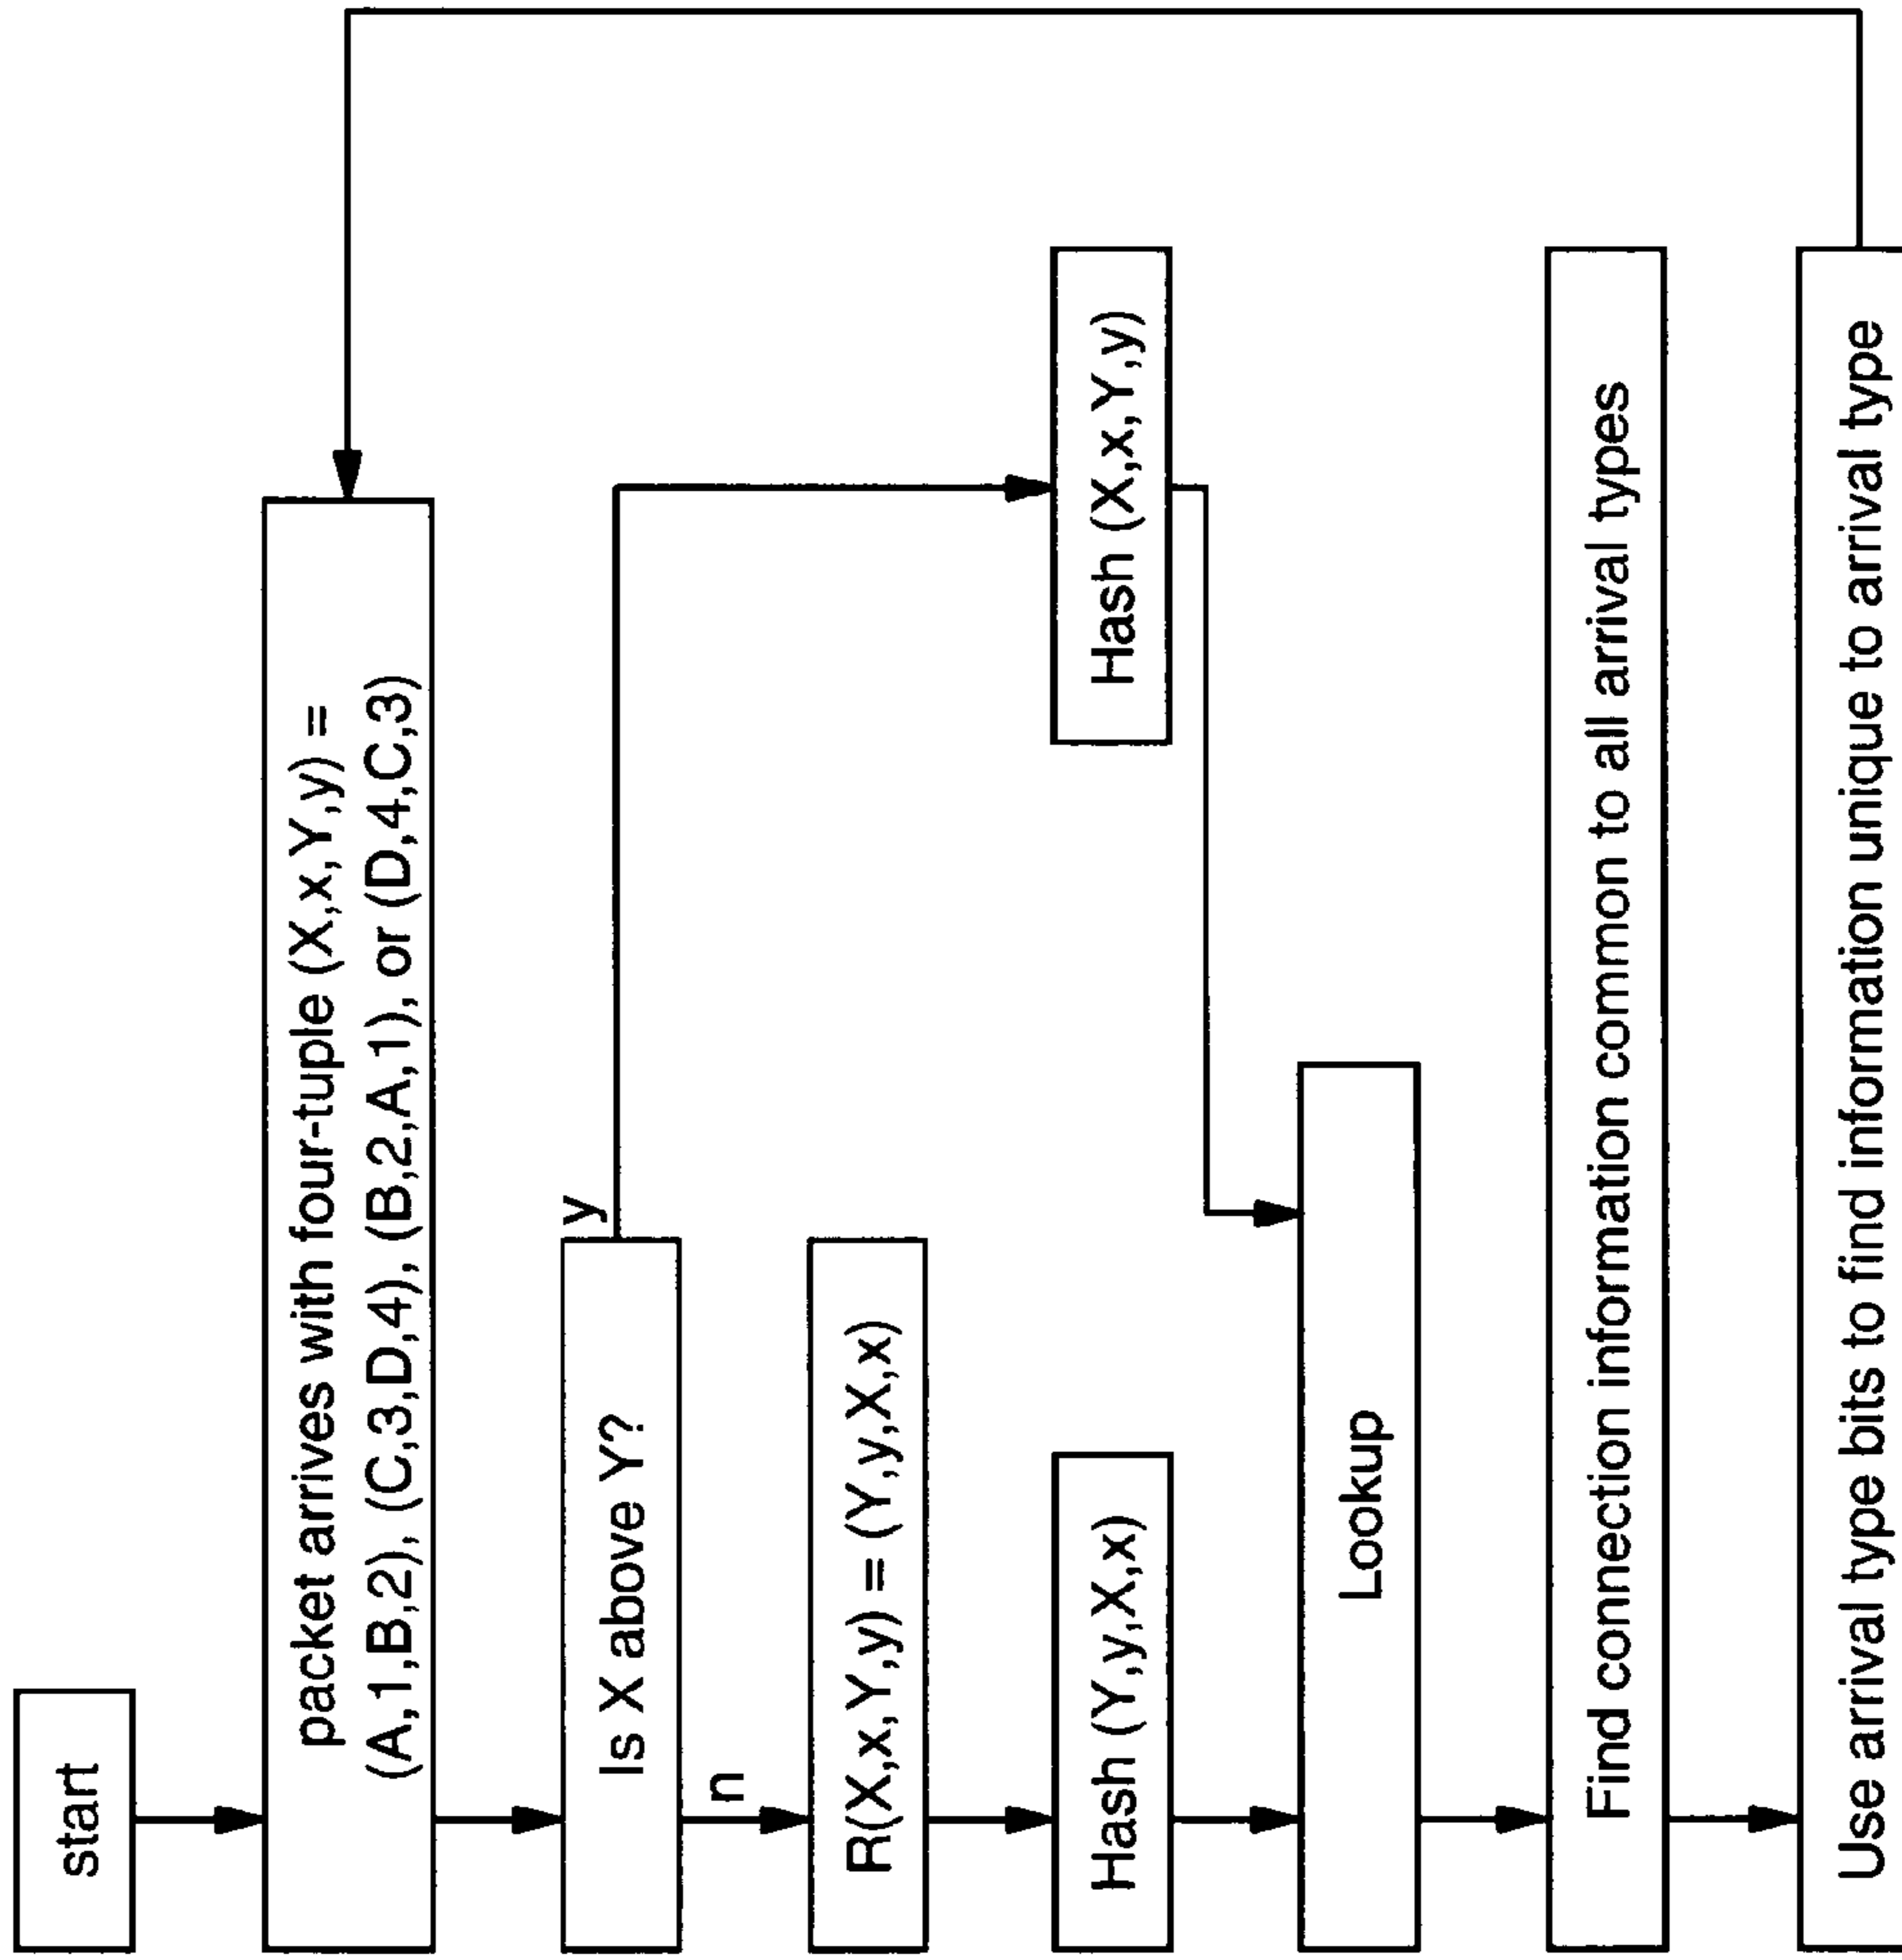 start
packet arrives with four-tuple (X,x,Y,y) =
(A,1,B,2), (C,3,D,4), (B,2,A,1), or (D,4,C,3)
Is X above Y?
y
n
R(X,x,Y,y) = (Y,y,X,x)
Hash (Y,y,X,x)
Hash (X,x,Y,y)
Lookup
Find connection information common to all arrival types
Use arrival type bits to find information unique to arrival type